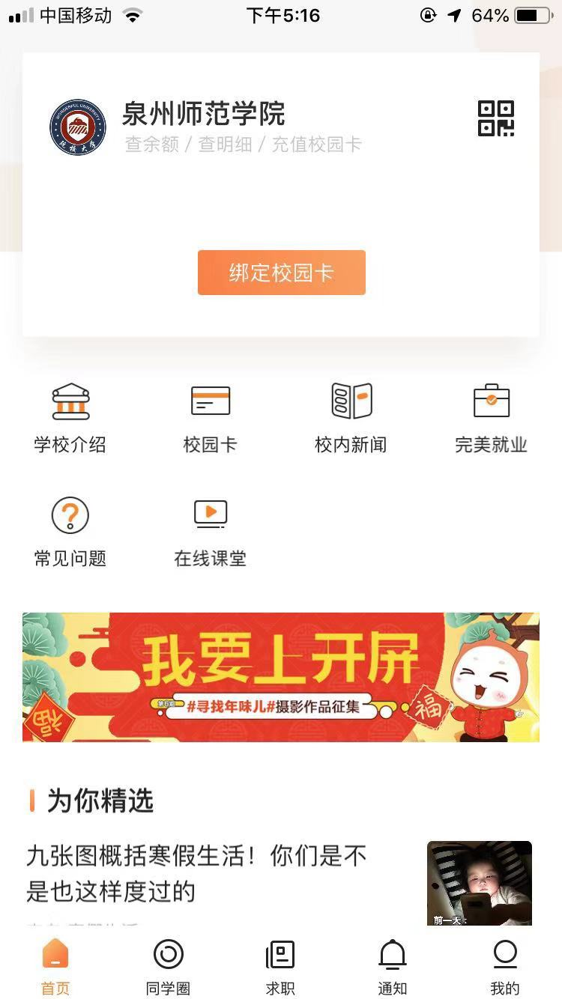 中国移动
下午5:16
64%
泉州师范学院
查余额 / 查明细 / 充值校园卡
WONDERFUL UNIVERSITY
绑定校园卡
学校介绍
校园卡
校内新闻
完美就业
常见问题
在线课堂
我要上开屏
第6期
#寻找年味儿#摄影作品征集
福
福
为你精选
九张图概括寒假生活！你们是不
是也这样度过的
前一天：
首页
同学圈
求职
通知
我的